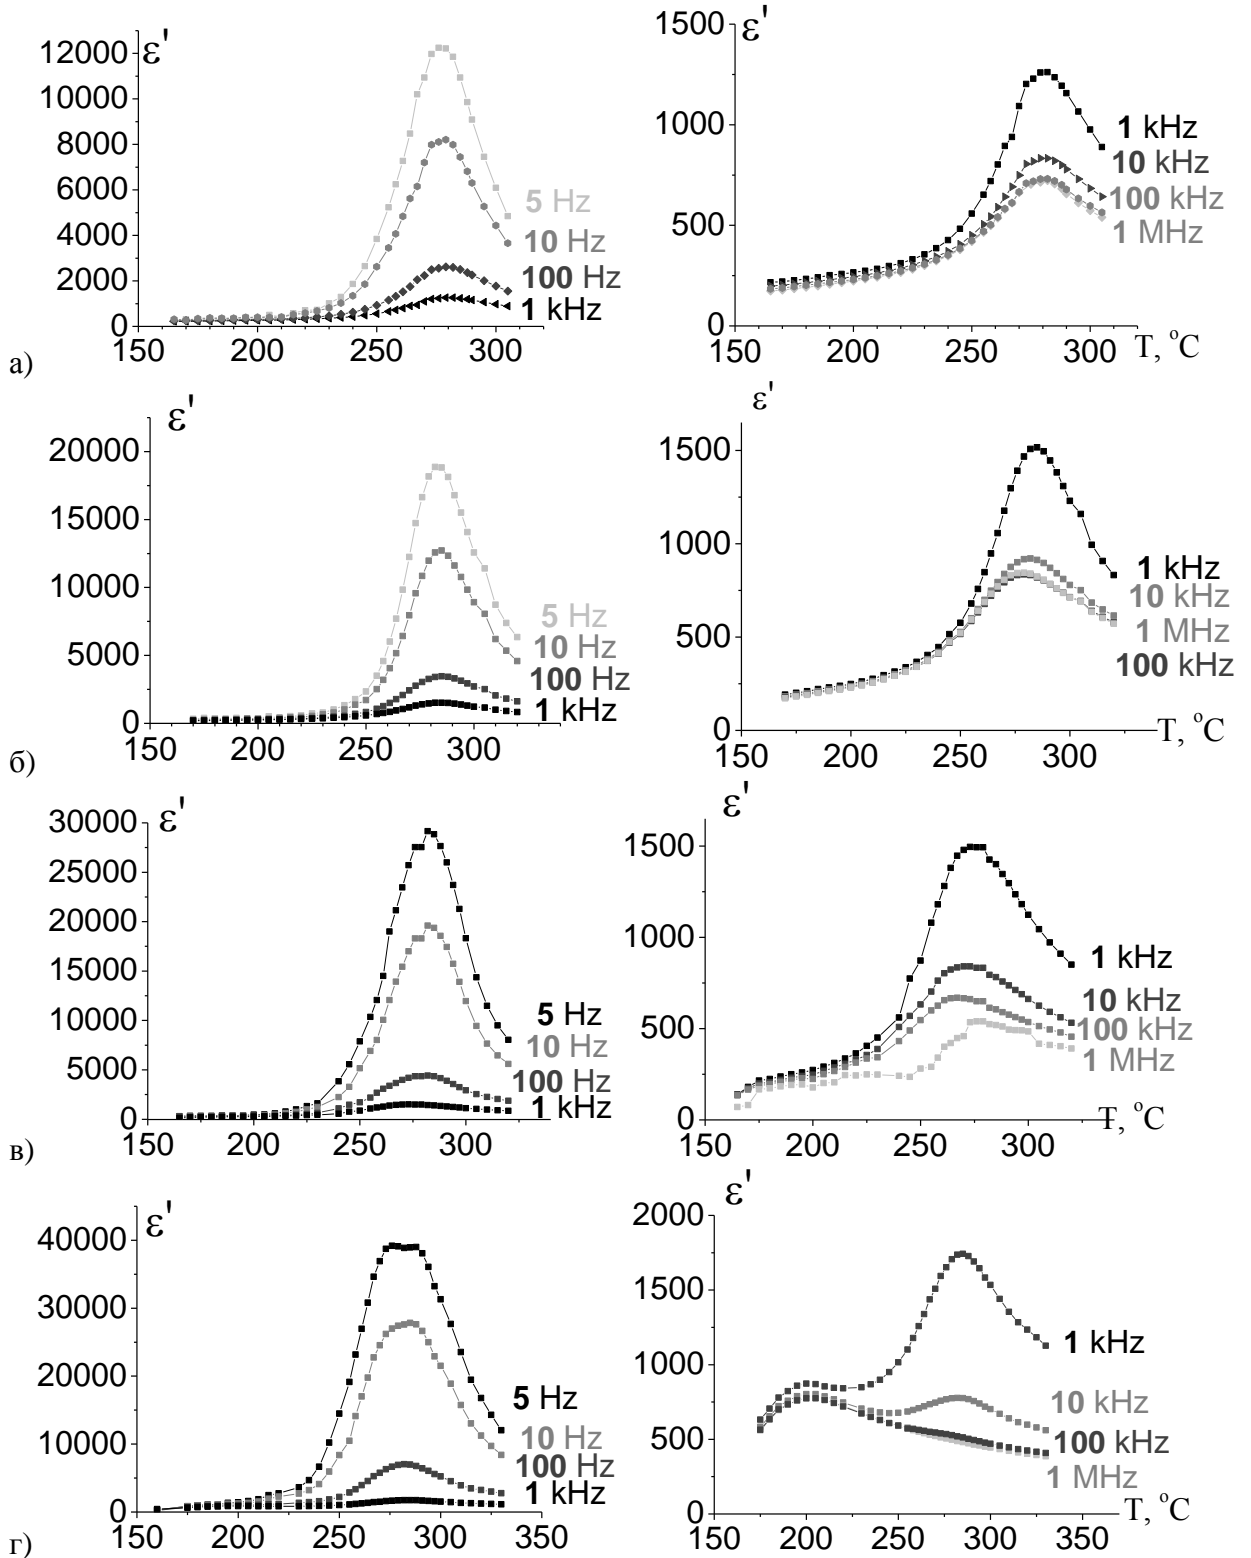 ε'
12000
10000
8000
6000
4000
2000
0
150 200 250 300
5 Hz
10 Hz
100 Hz
1 kHz
а)
ε'
1500
1000
500
0
150 200 250 300 T, °C
1 kHz
10 kHz
100 kHz
1 MHz
ε'
20000
15000
10000
5000
0
150 200 250 300
5 Hz
10 Hz
100 Hz
1 kHz
б)
ε'
1500
1000
500
0
150 200 250 300 T, °C
1 kHz
10 kHz
1 MHz
100 kHz
ε'
30000
25000
20000
15000
10000
5000
0
150 200 250 300
5 Hz
10 Hz
100 Hz
1 kHz
в)
ε'
1500
1000
500
0
150 200 250 300 T, °C
1 kHz
10 kHz
100 kHz
1 MHz
ε'
40000
30000
20000
10000
0
150 200 250 300 350
5 Hz
10 Hz
100 Hz
1 kHz
г)
ε'
2000
1500
1000
500
0
150 200 250 300 350 T, °C
1 kHz
10 kHz
100 kHz
1 MHz